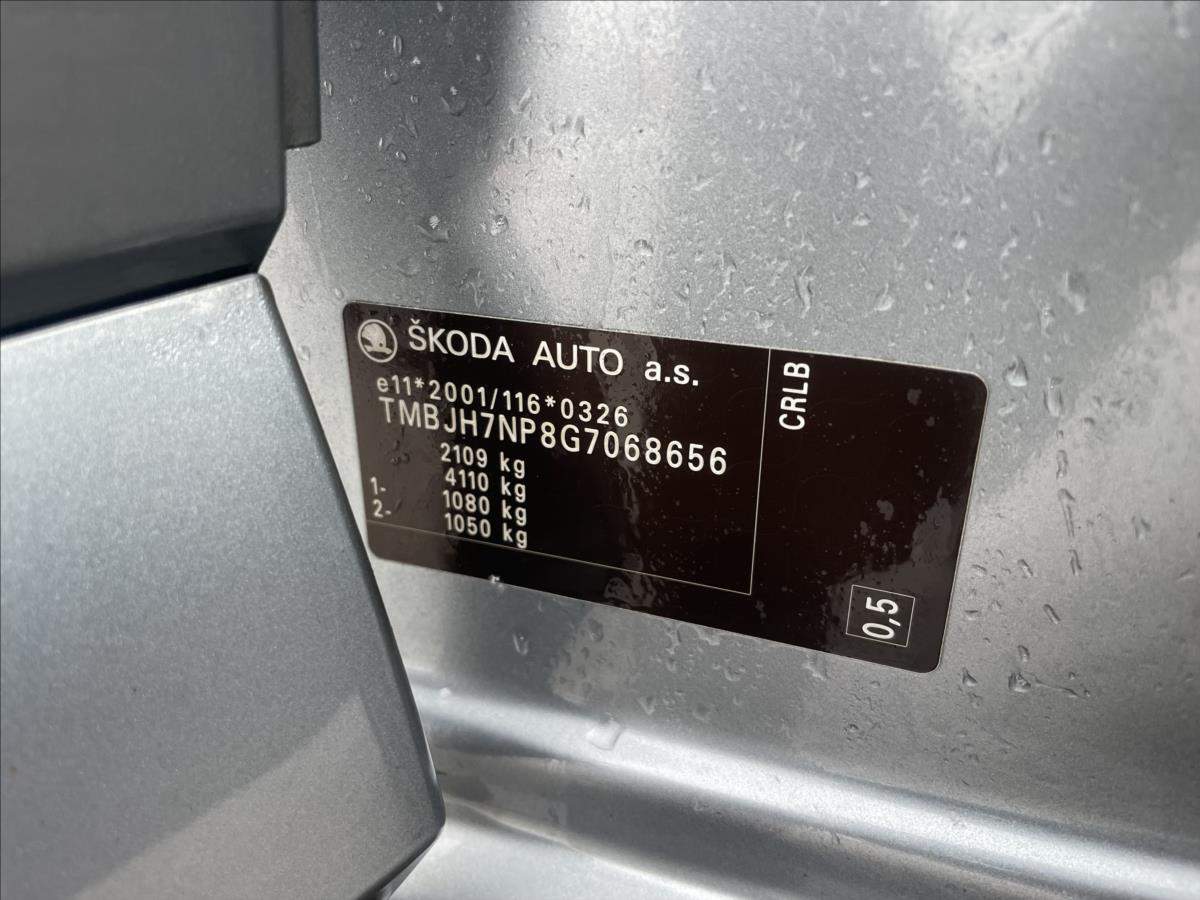 ŠKODA AUTO a.s.
e11*2001/116*0326
TMBJH7NP8G7068656
2109 kg
4110 kg
1- 1080 kg
2- 1050 kg
CRLB
0,5